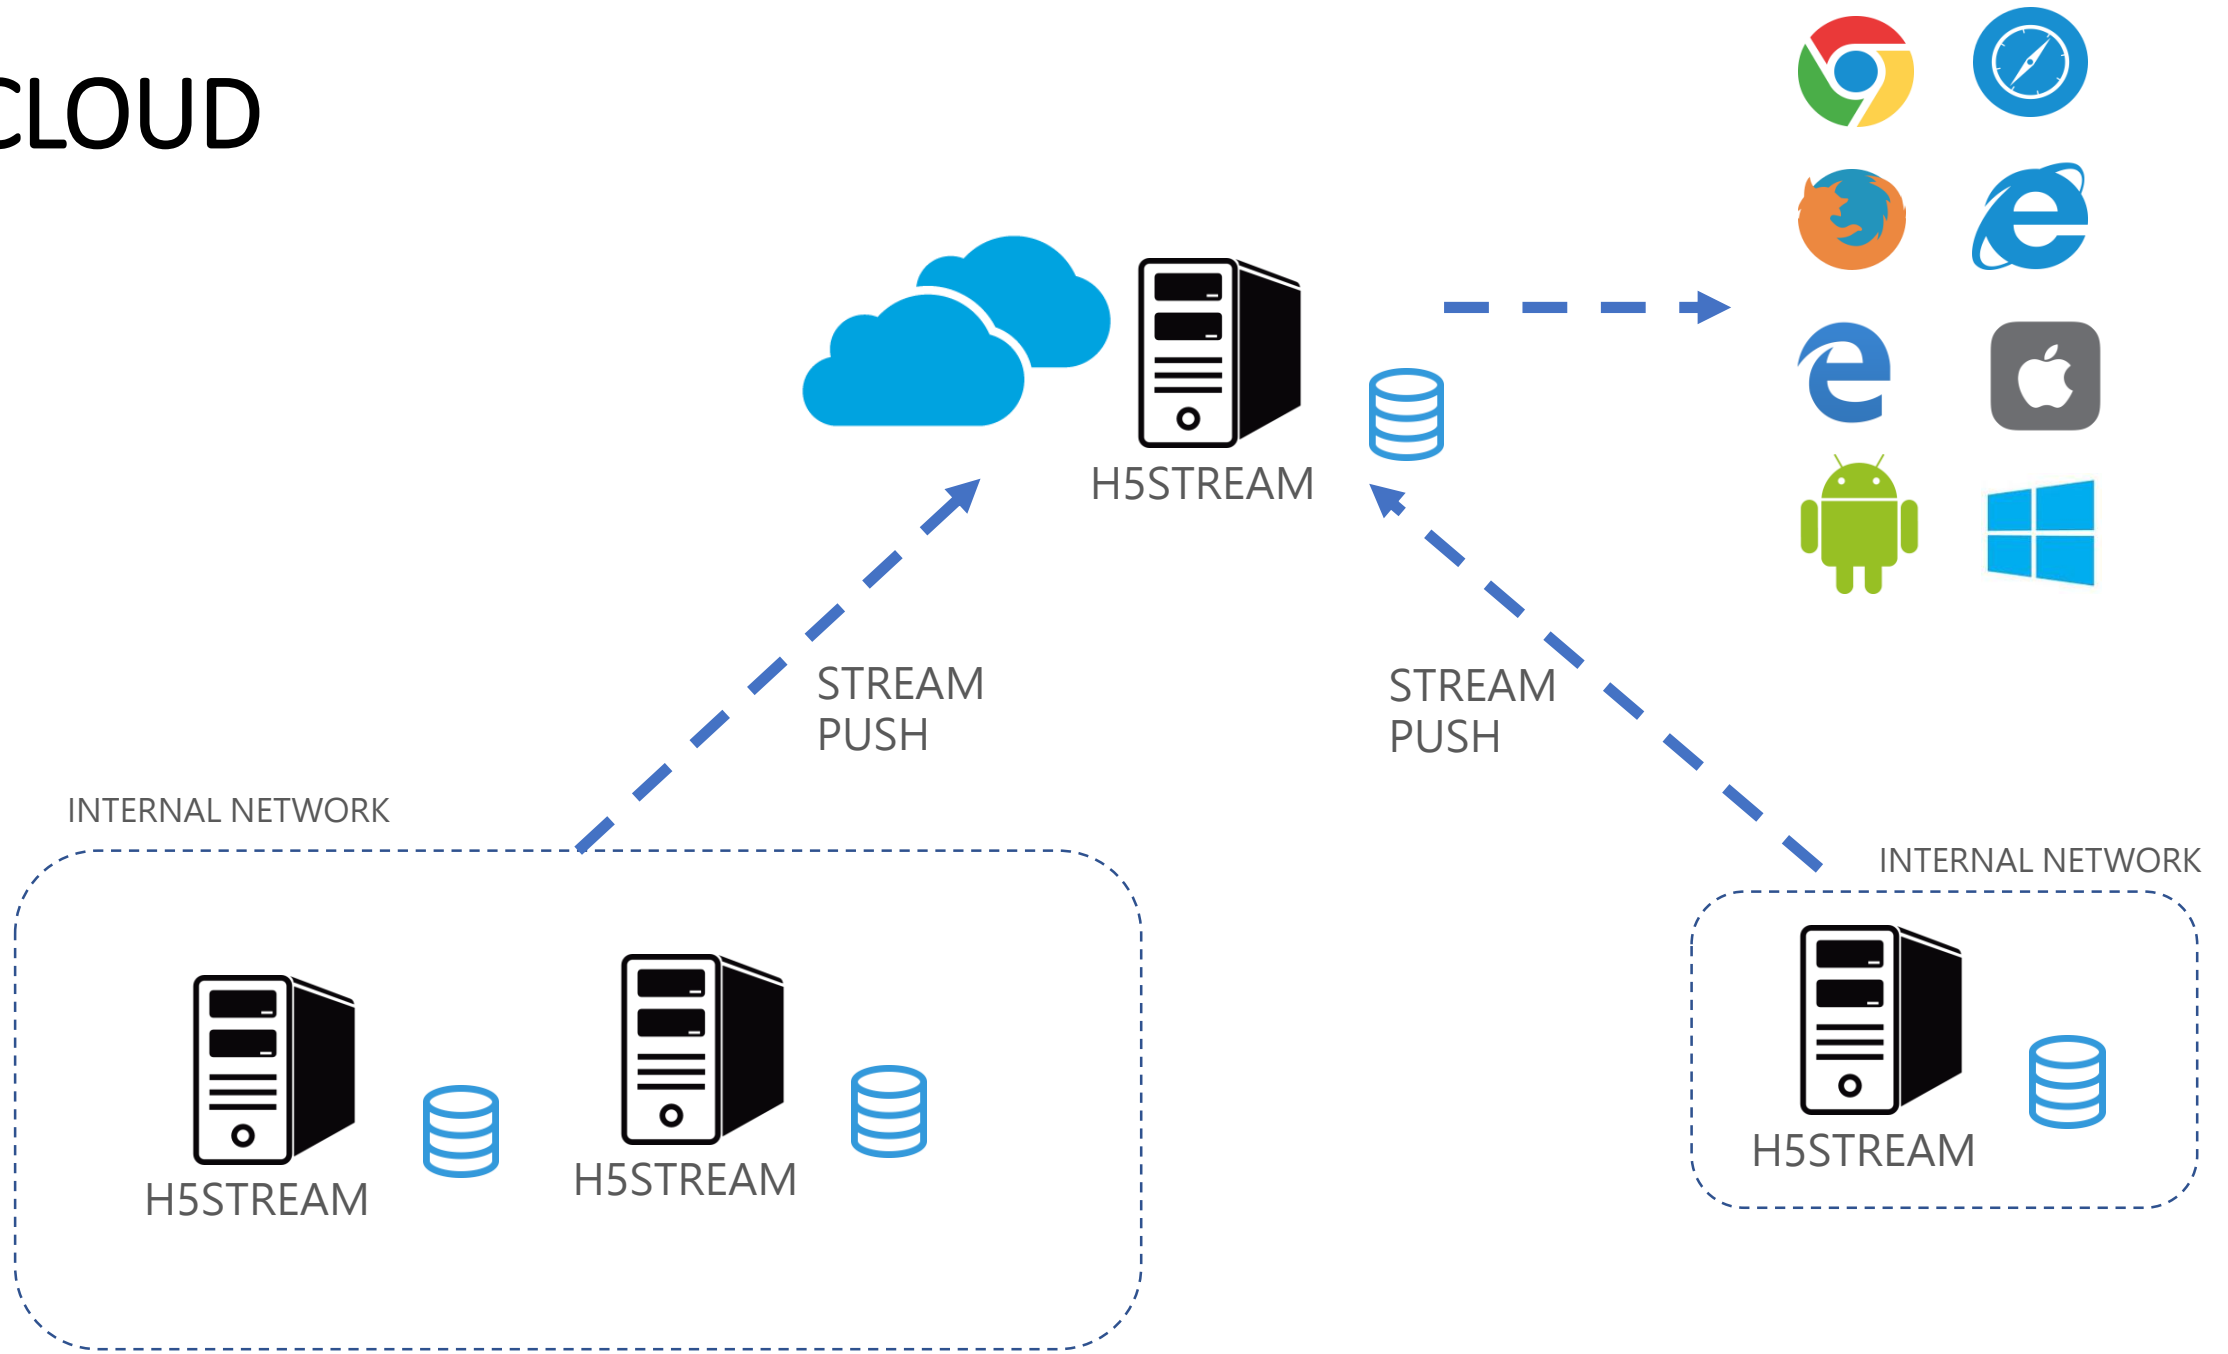 CLOUD
H5STREAM
STREAM
PUSH
STREAM
PUSH
INTERNAL NETWORK
INTERNAL NETWORK
H5STREAM
H5STREAM
H5STREAM